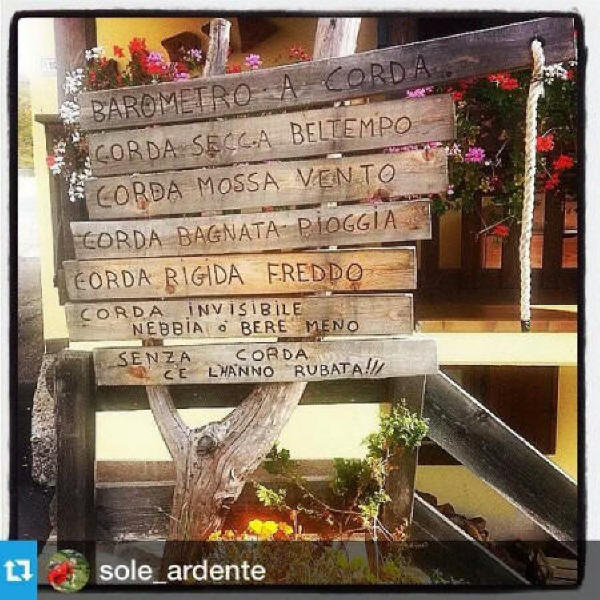 BAROMETRO A CORDA.
CORDA SECCA BELTEMPO
CORDA MOSSA VENTO
CORDA BAGNATA PIOGGIA
CORDA RIGIDA FREDDO
CORDA INVISIBILE
NEBBIA O' BERE MENO
SENZA CORDA
CE L'HANNO RUBATA!!!
sole_ardente